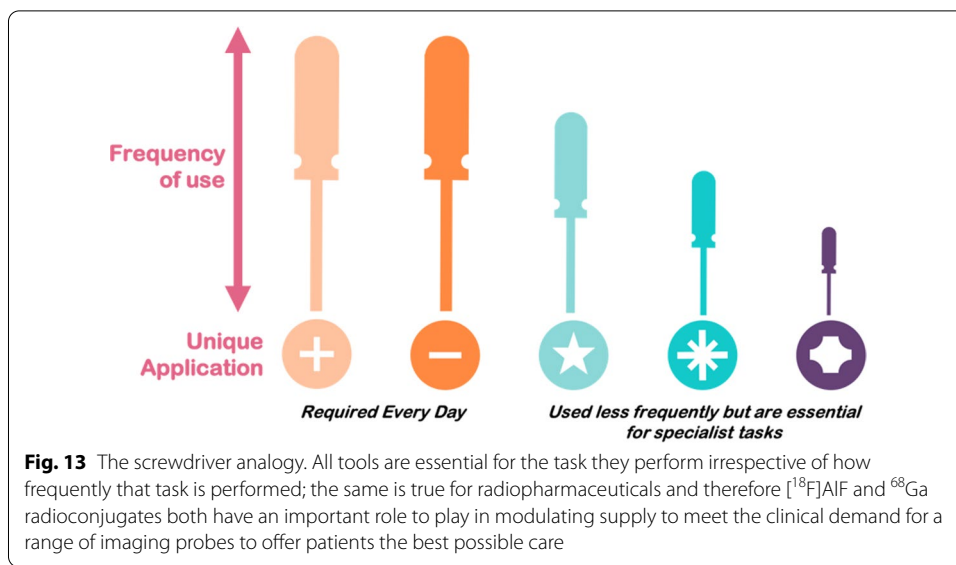 Frequency
of use
Unique
Application
Required Every Day
Used less frequently but are essential
for specialist tasks
Fig. 13 The screwdriver analogy. All tools are essential for the task they perform irrespective of how
frequently that task is performed; the same is true for radiopharmaceuticals and therefore [¹⁸F]AlF and ⁶⁸Ga
radioconjugates both have an important role to play in modulating supply to meet the clinical demand for a
range of imaging probes to offer patients the best possible care